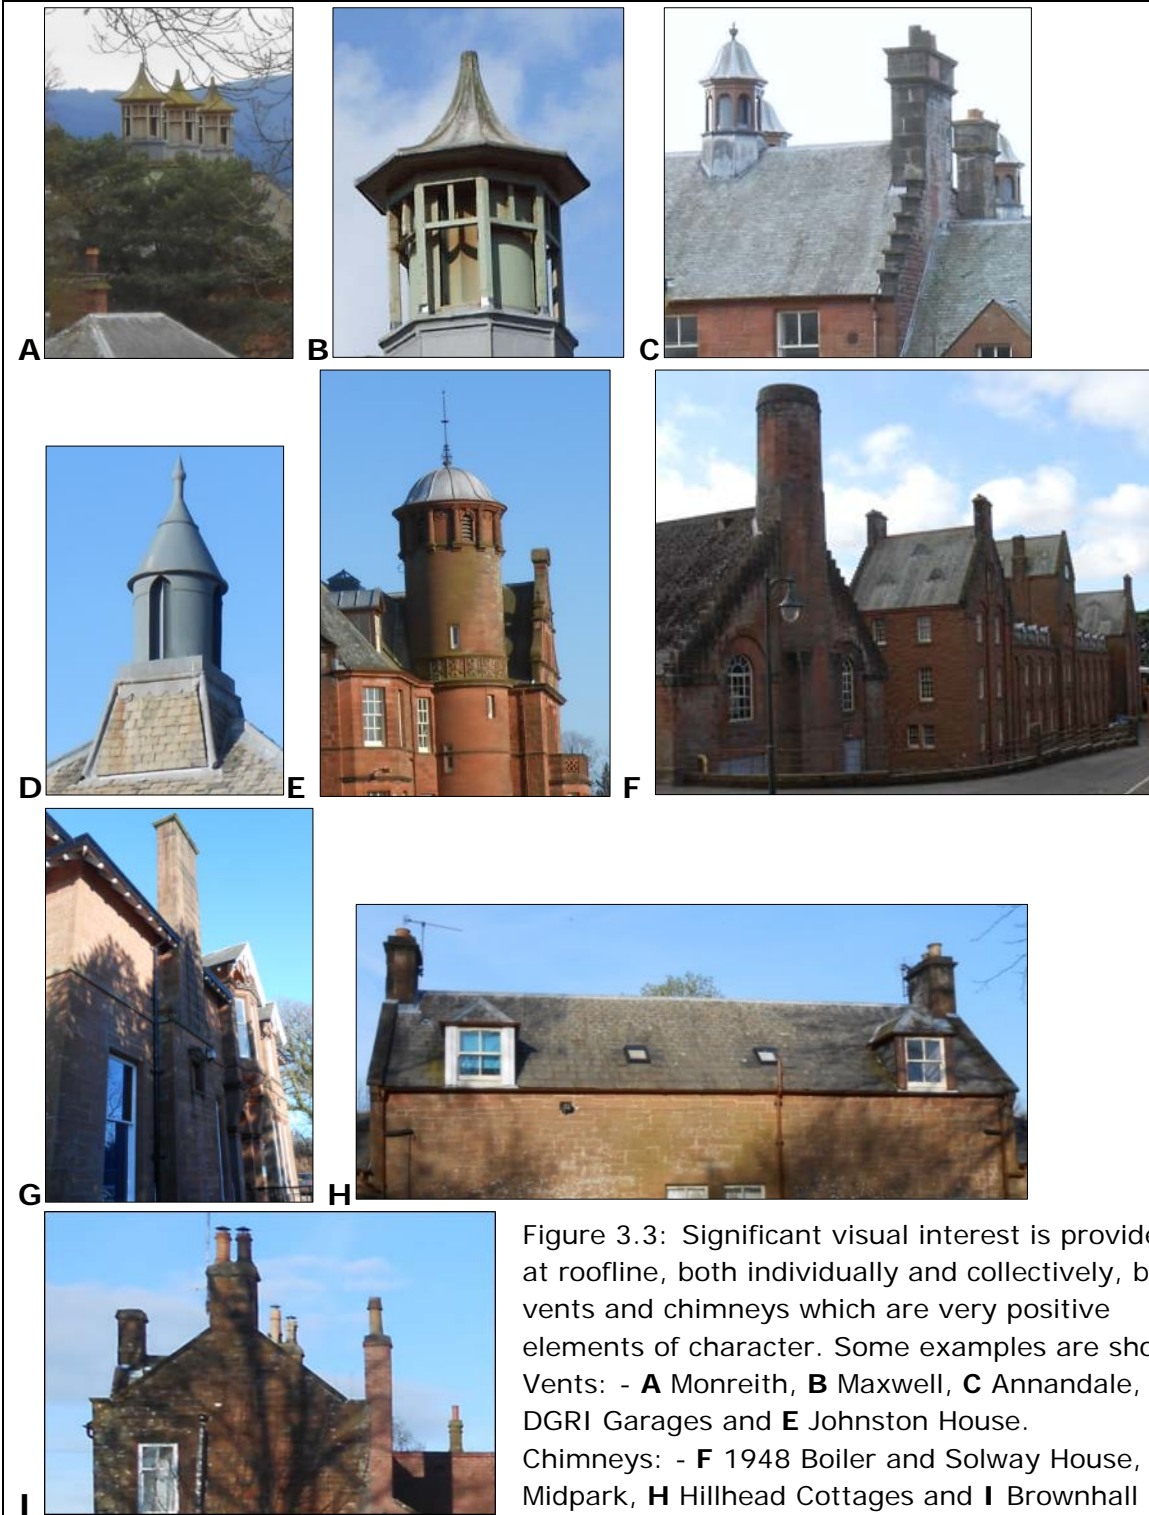 A
B
C
D
E
F
G
H
I
Figure 3.3: Significant visual interest is provide
at roofline, both individually and collectively, b
vents and chimneys which are very positive
elements of character. Some examples are sho
Vents: - A Monreith, B Maxwell, C Annandale,
DGRI Garages and E Johnston House.
Chimneys: - F 1948 Boiler and Solway House,
Midpark, H Hillhead Cottages and I Brownhall